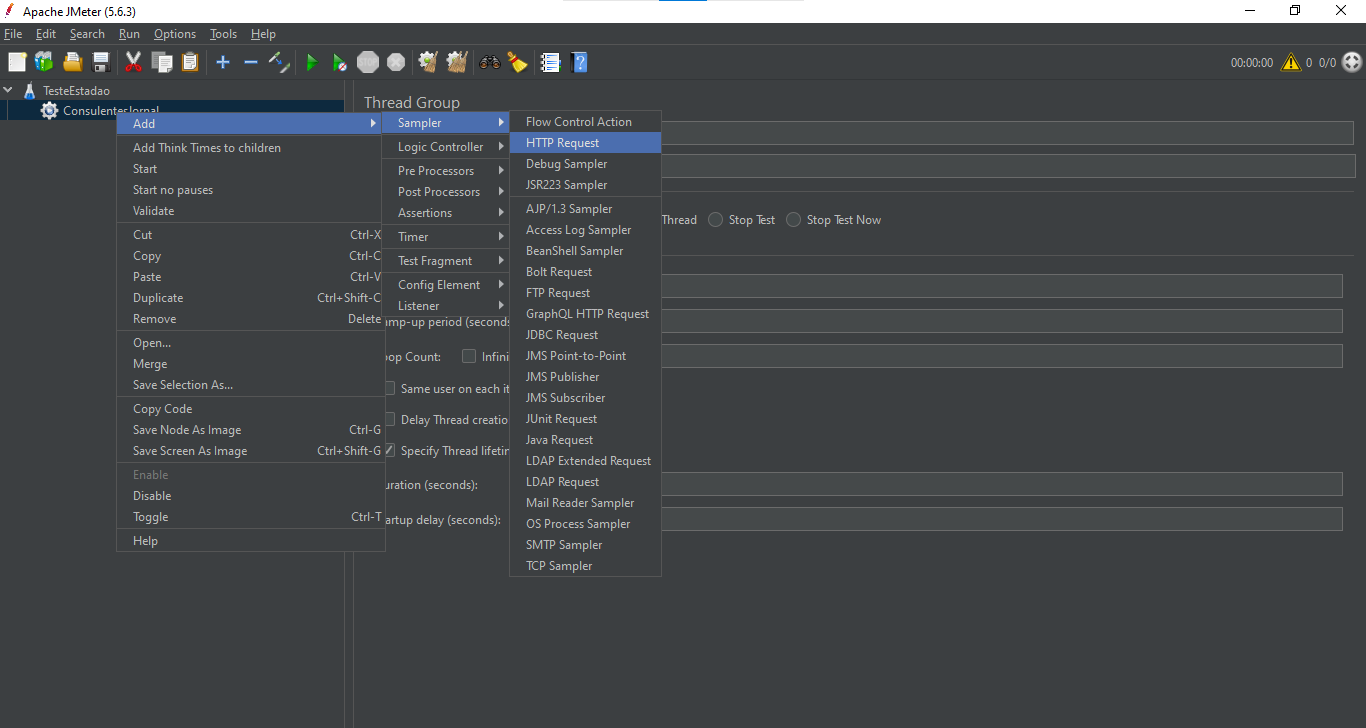 Apache JMeter (5.6.3)
File Edit Search Run Options Tools Help
STOP
00:00:00 0 0/0
TesteEstadao
ConsulentesJornal
Thread Group
Add
Add Think Times to children
Start
Start no pauses
Validate
Cut Ctrl-X
Copy Ctrl-C
Paste Ctrl-V
Duplicate Ctrl+Shift-C
Remove Delete
Open...
Merge
Save Selection As...
Copy Code
Save Node As Image Ctrl-G
Save Screen As Image Ctrl+Shift-G
Enable
Disable
Toggle Ctrl-T
Help
Sampler
Logic Controller
Pre Processors
Post Processors
Assertions
Timer
Test Fragment
Config Element
Listener
Flow Control Action
HTTP Request
Debug Sampler
JSR223 Sampler
AJP/1.3 Sampler
Access Log Sampler
BeanShell Sampler
Bolt Request
FTP Request
GraphQL HTTP Request
JDBC Request
JMS Point-to-Point
JMS Publisher
JMS Subscriber
JUnit Request
Java Request
LDAP Extended Request
LDAP Request
Mail Reader Sampler
OS Process Sampler
SMTP Sampler
TCP Sampler
Thread Stop Test Stop Test Now
amp-up period (seconds
op Count: Infini
Same user on each it
Delay Thread creatio
Specify Thread lifetin
uration (seconds):
artup delay (seconds):